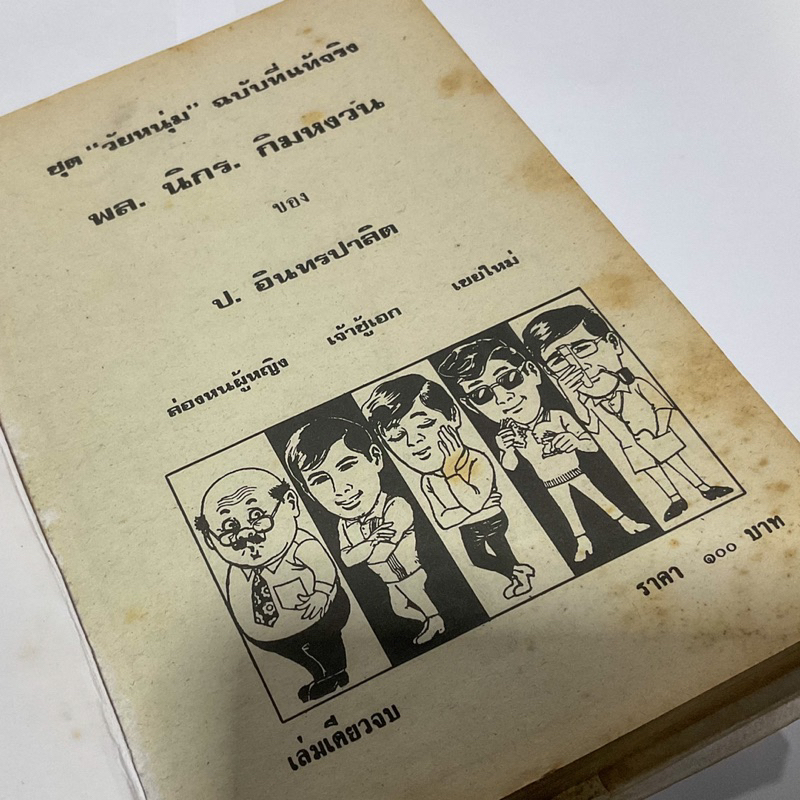 ชุด "วัยหนุ่ม" ฉบับที่แท้จริง
พล. นิกร. กิมหงวน
ของ
ป. อินทรปาลิต
ล่องหนผู้หญิง เจ้าชู้เอก เขยใหม่
ราคา ๑๐๐ บาท
เล่มเดียวจบ